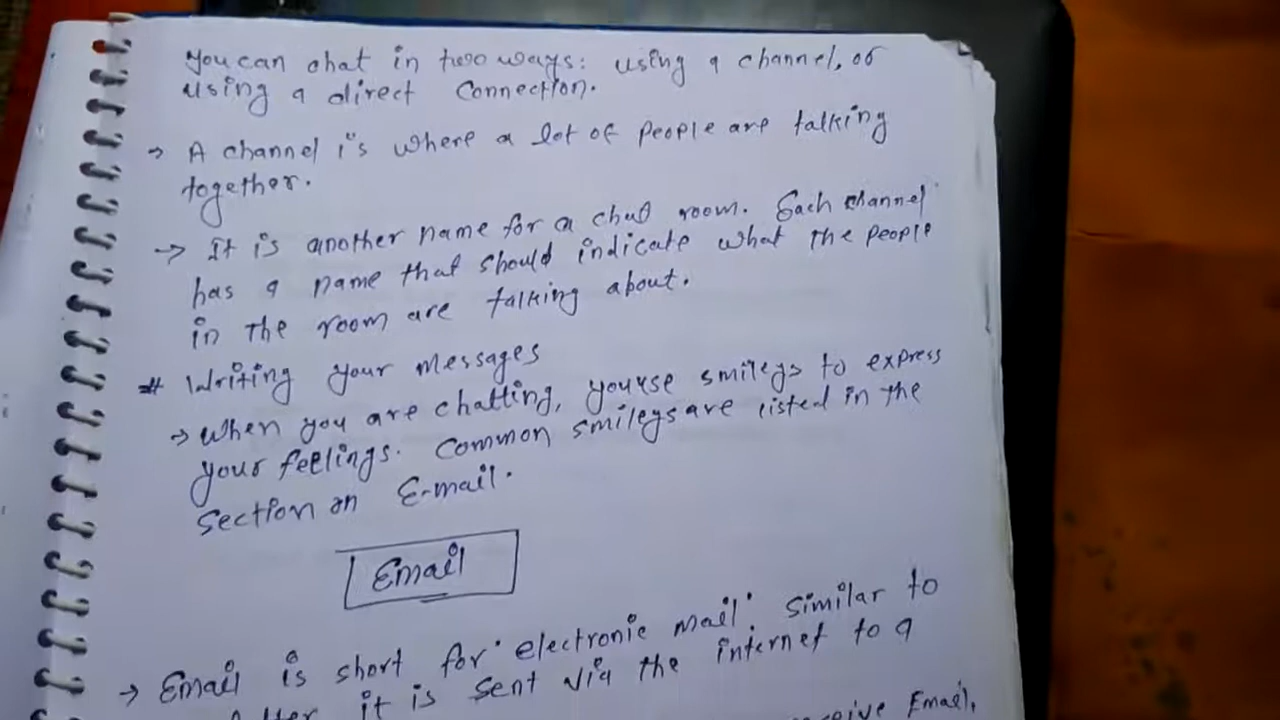 you can chat in two ways: using a channel, or
using a direct connection.
→ A channel is where a lot of people are talking
together.
→ It is another name for a chat room. Each channel
has a name that should indicate what the people
in the room are talking about.
# Writing your messages
→ When you are chatting, you use smileys to express
your feelings. Common smileys are listed in the
section on E-mail.
Email
→ Email is short for electronic mail. Similar to
it is sent via the internet to a
Email,